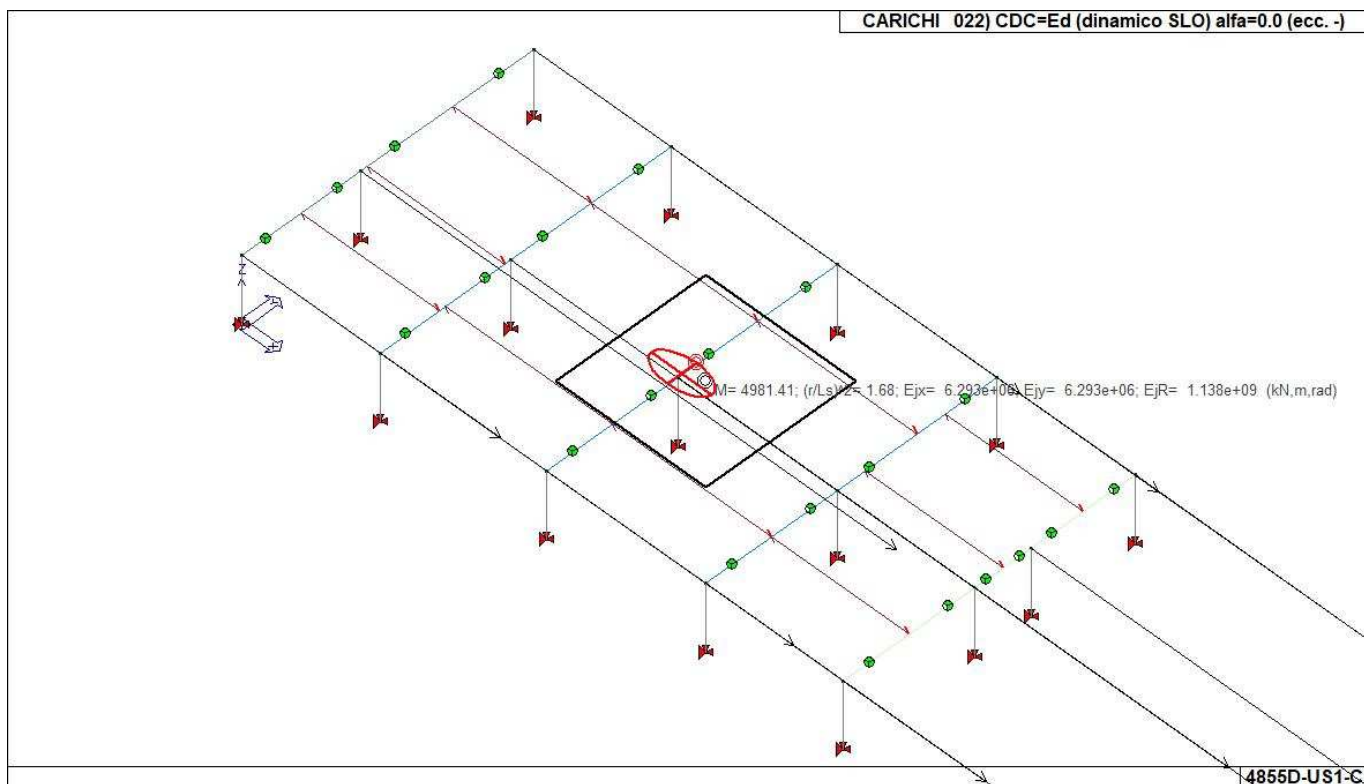 CARICHI 022) CDC=Ed (dinamico SLO) alfa=0.0 (ecc. -)
Z
M= 4981.41; (r/Ls)^2= 1.68; Ejx= 6.293e+06; Ejy= 6.293e+06; EjR= 1.138e+09 (kN,m,rad)
4855D-US1-C